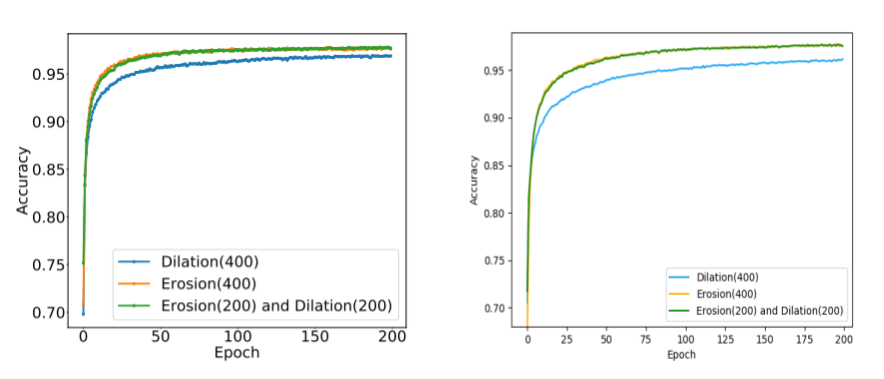 0.95
0.90
0.85
0.80
0.75
0.70
Accuracy
Dilation(400)
Erosion(400)
Erosion(200) and Dilation(200)
0 50 100 150 200
Epoch
0.95
0.90
0.85
0.80
0.75
0.70
Accuracy
Dilation(400)
Erosion(400)
Erosion(200) and Dilation(200)
0 25 50 75 100 125 150 175 200
Epoch